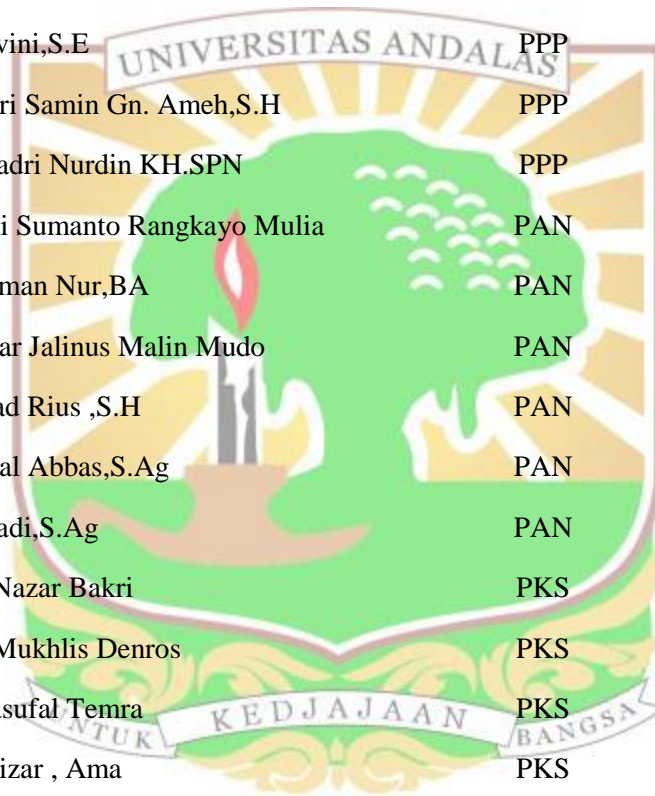 vini,S.E PPP
UNIVERSITAS ANDALAS
ri Samin Gn. Ameh,S.H PPP
adri Nurdin KH.SPN PPP
i Sumanto Rangkayo Mulia PAN
man Nur,BA PAN
ar Jalinus Malin Mudo PAN
ad Rius ,S.H PAN
al Abbas,S.Ag PAN
adi,S.Ag PAN
Nazar Bakri PKS
Mukhlis Denros PKS
asufal Temra PKS
UNTUK KEDJAJAAN BANGSA
izar , Ama PKS